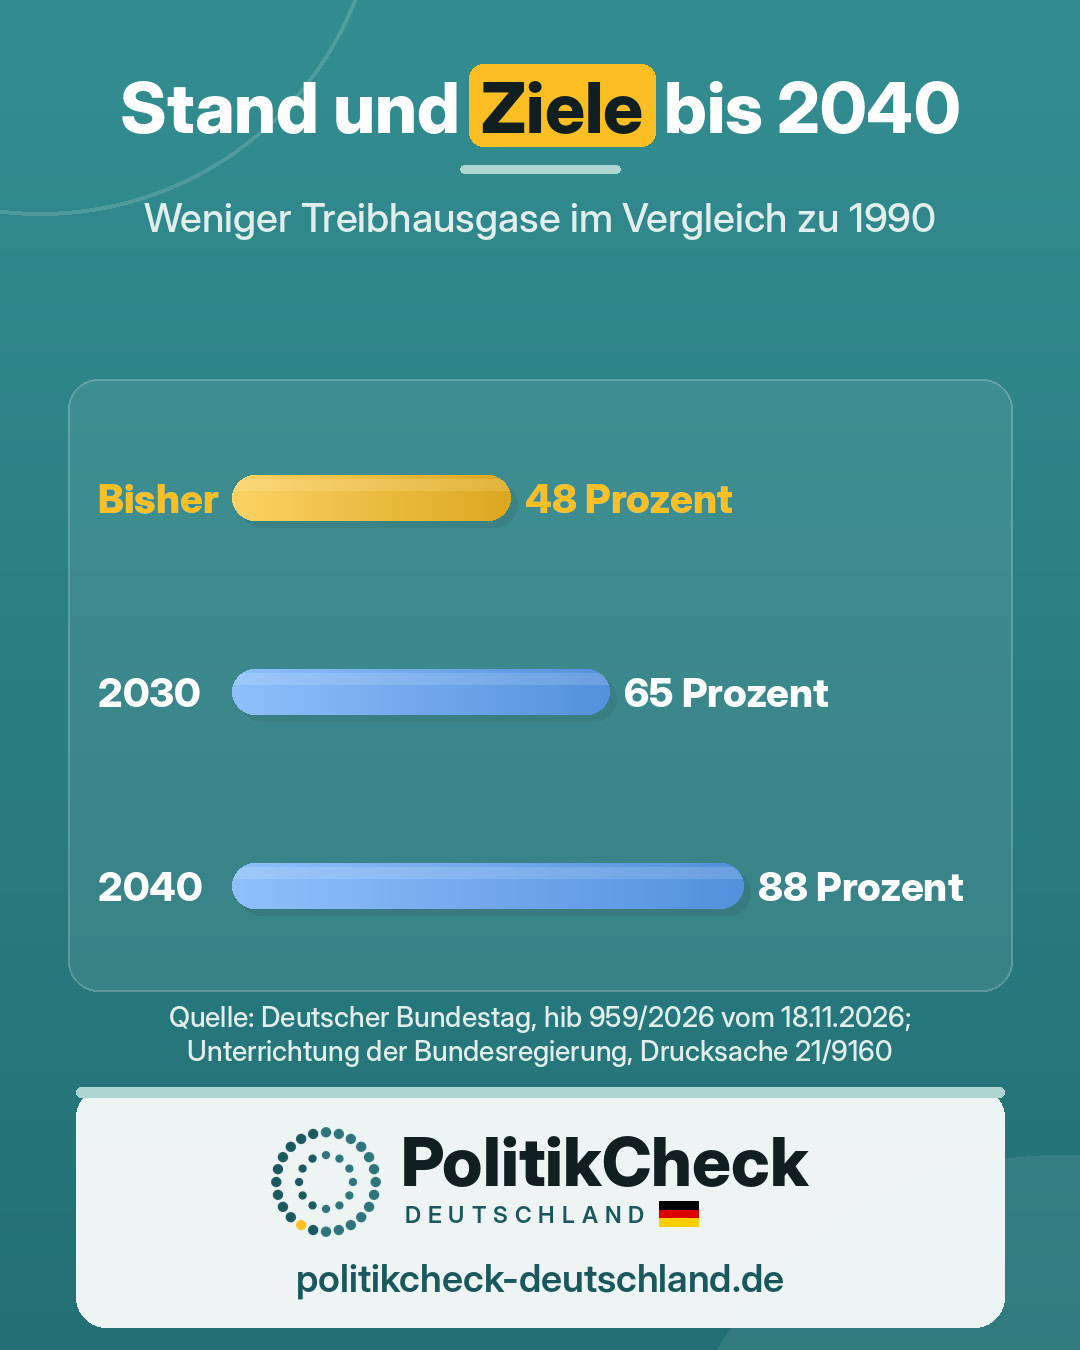 Stand und Ziele bis 2040
Weniger Treibhausgase im Vergleich zu 1990
Bisher 48 Prozent
2030 65 Prozent
2040 88 Prozent
Quelle: Deutscher Bundestag, hib 959/2026 vom 18.11.2026;
Unterrichtung der Bundesregierung, Drucksache 21/9160
PolitikCheck
DEUTSCHLAND
politikcheck-deutschland.de